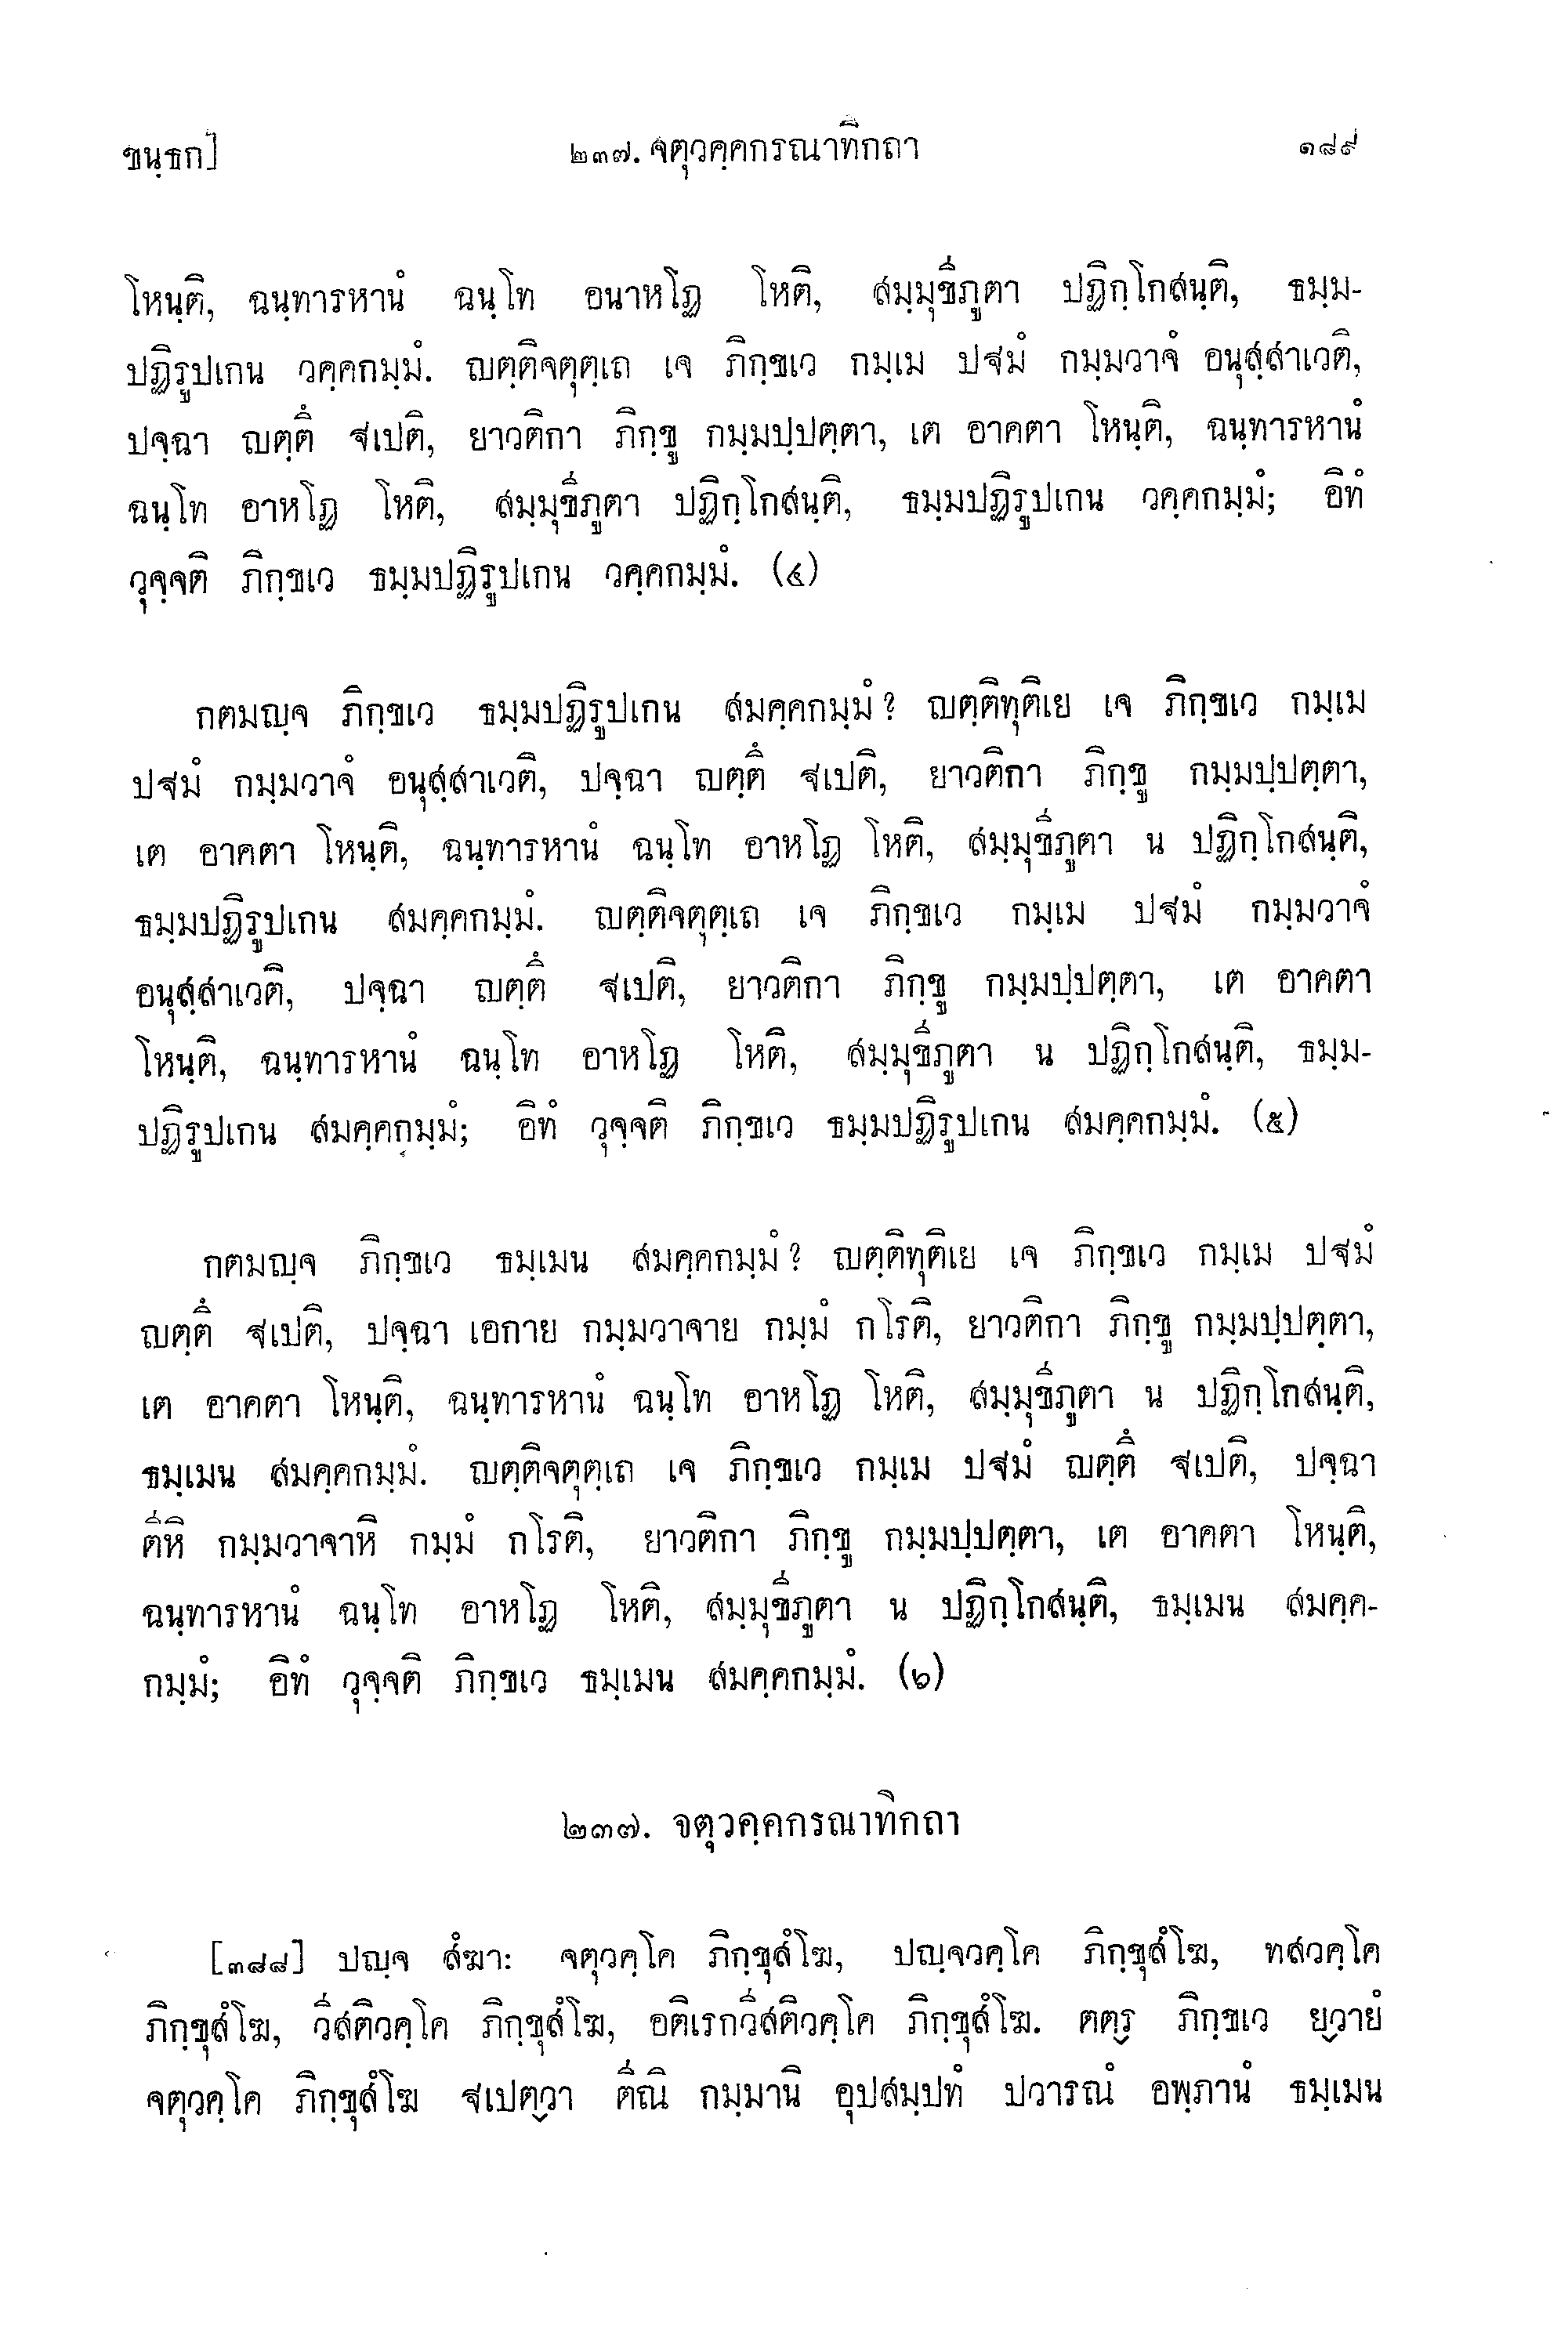 ขนฺธก]
๒๓๗. จตุวคฺคกรณาทิกถา
๑๘๙
โหนฺติ, ฉนฺทารหานํ ฉนฺโท อนาหโฏ โหติ, สมฺมุขีภูตา ปฏิกฺโกสนฺติ, ธมฺม-
ปฏิรูปเกน วคฺคกมฺมํ. ญตฺติจตุตฺเถ เจ ภิกฺขเว กมฺเม ปฐมํ กมฺมวาจํ อนุสฺสาเวติ,
ปจฺฉา ญตฺตึ ฐเปติ, ยาวติกา ภิกฺขู กมฺมปฺปตฺตา, เต อาคตา โหนฺติ, ฉนฺทารหานํ
ฉนฺโท อาหโฏ โหติ, สมฺมุขีภูตา ปฏิกฺโกสนฺติ, ธมฺมปฏิรูปเกน วคฺคกมฺมํ; อิทํ
วุจฺจติ ภิกฺขเว ธมฺมปฏิรูปเกน วคฺคกมฺมํ. (๔)
กตมญฺจ ภิกฺขเว ธมฺมปฏิรูปเกน สมคฺคกมฺมํ? ญตฺติทุติเย เจ ภิกฺขเว กมฺเม
ปฐมํ กมฺมวาจํ อนุสฺสาเวติ, ปจฺฉา ญตฺตึ ฐเปติ, ยาวติกา ภิกฺขู กมฺมปฺปตฺตา,
เต อาคตา โหนฺติ, ฉนฺทารหานํ ฉนฺโท อาหโฏ โหติ, สมฺมุขีภูตา น ปฏิกฺโกสนฺติ,
ธมฺมปฏิรูปเกน สมคฺคกมฺมํ. ญตฺติจตุตฺเถ เจ ภิกฺขเว กมฺเม ปฐมํ กมฺมวาจํ
อนุสฺสาเวติ, ปจฺฉา ญตฺตึ ฐเปติ, ยาวติกา ภิกฺขู กมฺมปฺปตฺตา, เต อาคตา
โหนฺติ, ฉนฺทารหานํ ฉนฺโท อาหโฏ โหติ, สมฺมุขีภูตา น ปฏิกฺโกสนฺติ, ธมฺม-
ปฏิรูปเกน สมคฺคกมฺมํ; อิทํ วุจฺจติ ภิกฺขเว ธมฺมปฏิรูปเกน สมคฺคกมฺมํ. (๕)
กตมญฺจ ภิกฺขเว ธมฺเมน สมคฺคกมฺมํ? ญตฺติทุติเย เจ ภิกฺขเว กมฺเม ปฐมํ
ญตฺตึ ฐเปติ, ปจฺฉา เอกาย กมฺมวาจาย กมฺมํ กโรติ, ยาวติกา ภิกฺขู กมฺมปฺปตฺตา,
เต อาคตา โหนฺติ, ฉนฺทารหานํ ฉนฺโท อาหโฏ โหติ, สมฺมุขีภูตา น ปฏิกฺโกสนฺติ,
ธมฺเมน สมคฺคกมฺมํ. ญตฺติจตุตฺเถ เจ ภิกฺขเว กมฺเม ปฐมํ ญตฺตึ ฐเปติ, ปจฺฉา
ตีหิ กมฺมวาจาหิ กมฺมํ กโรติ, ยาวติกา ภิกฺขู กมฺมปฺปตฺตา, เต อาคตา โหนฺติ,
ฉนฺทารหานํ ฉนฺโท อาหโฏ โหติ, สมฺมุขีภูตา น ปฏิกฺโกสนฺติ, ธมฺเมน สมคฺค-
กมฺมํ; อิทํ วุจฺจติ ภิกฺขเว ธมฺเมน สมคฺคกมฺมํ. (๖)
๒๓๗. จตุวคฺคกรณาทิกถา
[๓๘๘] ปญฺจ สํฆา: จตุวคฺโค ภิกฺขุสํโฆ, ปญฺจวคฺโค ภิกฺขุสํโฆ, ทสวคฺโค
ภิกฺขุสํโฆ, วีสติวคฺโค ภิกฺขุสํโฆ, อติเรกวีสติวคฺโค ภิกฺขุสํโฆ. ตตฺร ภิกฺขเว ยฺวายํ
จตุวคฺโค ภิกฺขุสํโฆ ฐเปตฺวา ตีณิ กมฺมานิ อุปสมฺปทํ ปวารณํ อพฺภานํ ธมฺเมน